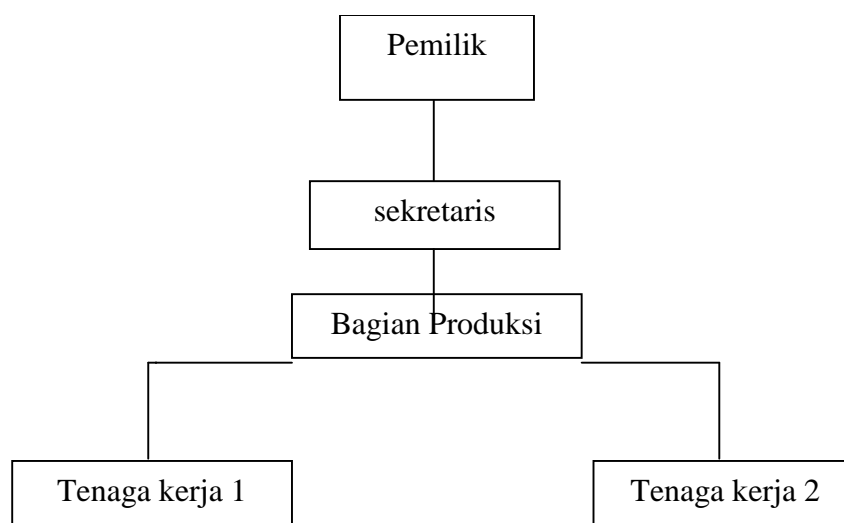 Pemilik
sekretaris
Bagian Produksi
Tenaga kerja 1
Tenaga kerja 2